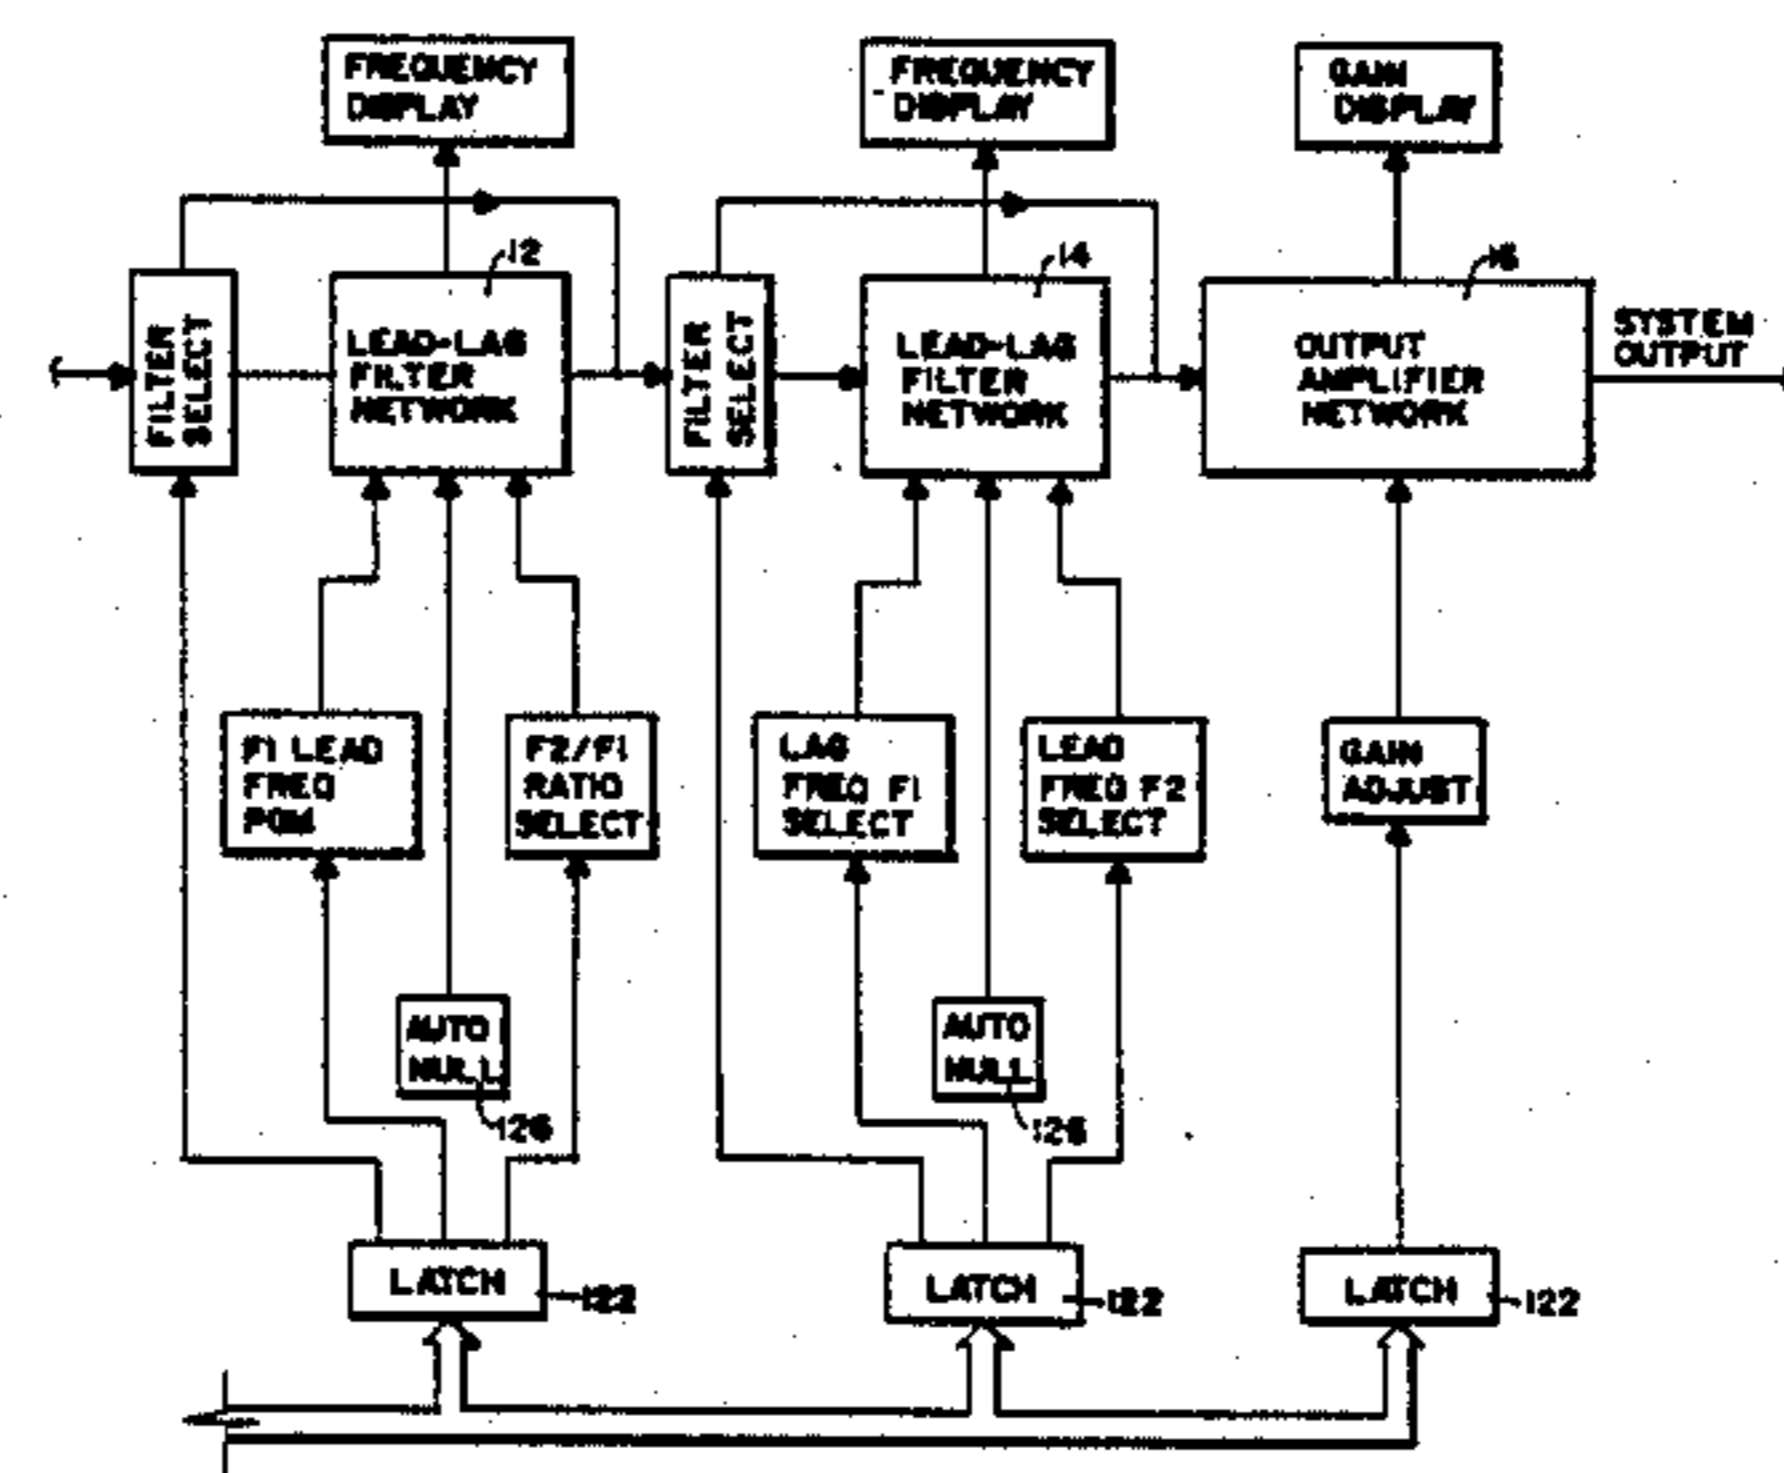 FREQUENCY
DISPLAY
FREQUENCY
DISPLAY
GAIN
DISPLAY
12
14
16
FILTER
SELECT
LEAD-LAG
FILTER
NETWORK
FILTER
SELECT
LEAD-LAG
FILTER
NETWORK
OUTPUT
AMPLIFIER
NETWORK
SYSTEM
OUTPUT
F1 LEAD
FREQ
PGM
F2/F1
RATIO
SELECT
LAG
FREQ F1
SELECT
LEAD
FREQ F2
SELECT
GAIN
ADJUST
AUTO
NULL
126
AUTO
NULL
126
LATCH
122
LATCH
122
LATCH
122